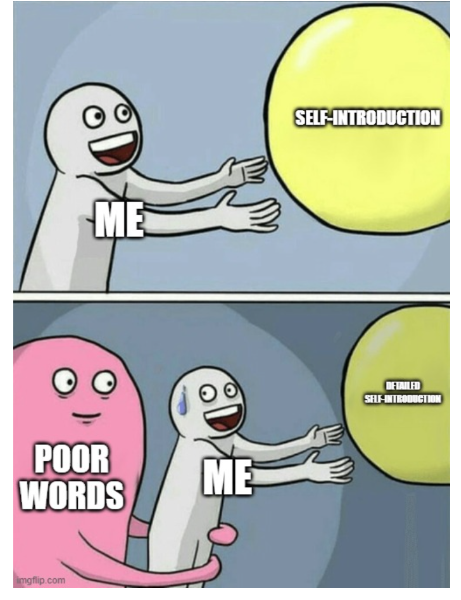 SELF-INTRODUCTION
ME
DETAILED
SELF-INTRODUCTION
POOR
WORDS
ME
imgflip.com